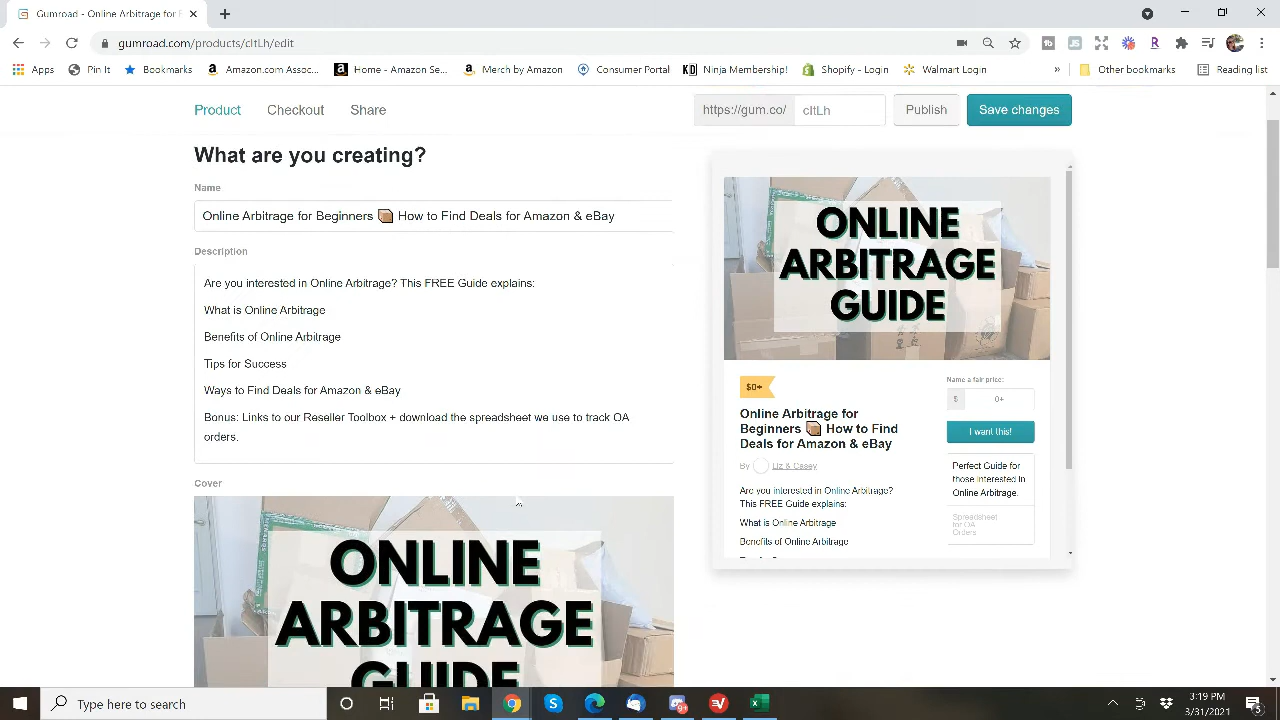 Gumroad - Online Arbitrage for E
gumroad.com/products/cItLh/edit
Apps
Pin It
Bookmarks
Amazon.com Assoc...
Home - Amazon Se...
Merch by Amazon
Consumer Portal
Ninja Membership!
Shopify - Login
Walmart Login
»
Other bookmarks
Reading list
Product
Checkout
Share
https://gum.co/
cItLh
Publish
Save changes
What are you creating?
Name
Online Arbitrage for Beginners 📦 How to Find Deals for Amazon & eBay
Description
Are you interested in Online Arbitrage? This FREE Guide explains:
What is Online Arbitrage
Benefits of Online Arbitrage
Tips for Success
Ways to Find Deals for Amazon & eBay
Bonus: Links to our Reseller Toolbox + download the spreadsheet we use to track OA
orders.
Cover
ONLINE
ARBITRAGE
GUIDE
ONLINE
ARBITRAGE
GUIDE
$0+
Online Arbitrage for
Beginners 📦 How to Find
Deals for Amazon & eBay
By Liz & Casey
Are you interested in Online Arbitrage?
This FREE Guide explains:
What is Online Arbitrage
Benefits of Online Arbitrage
Name a fair price:
$
0+
I want this!
Perfect Guide for
those interested in
Online Arbitrage.
Spreadsheet
for OA
Orders
Type here to search
9+
3:19 PM
3/31/2021